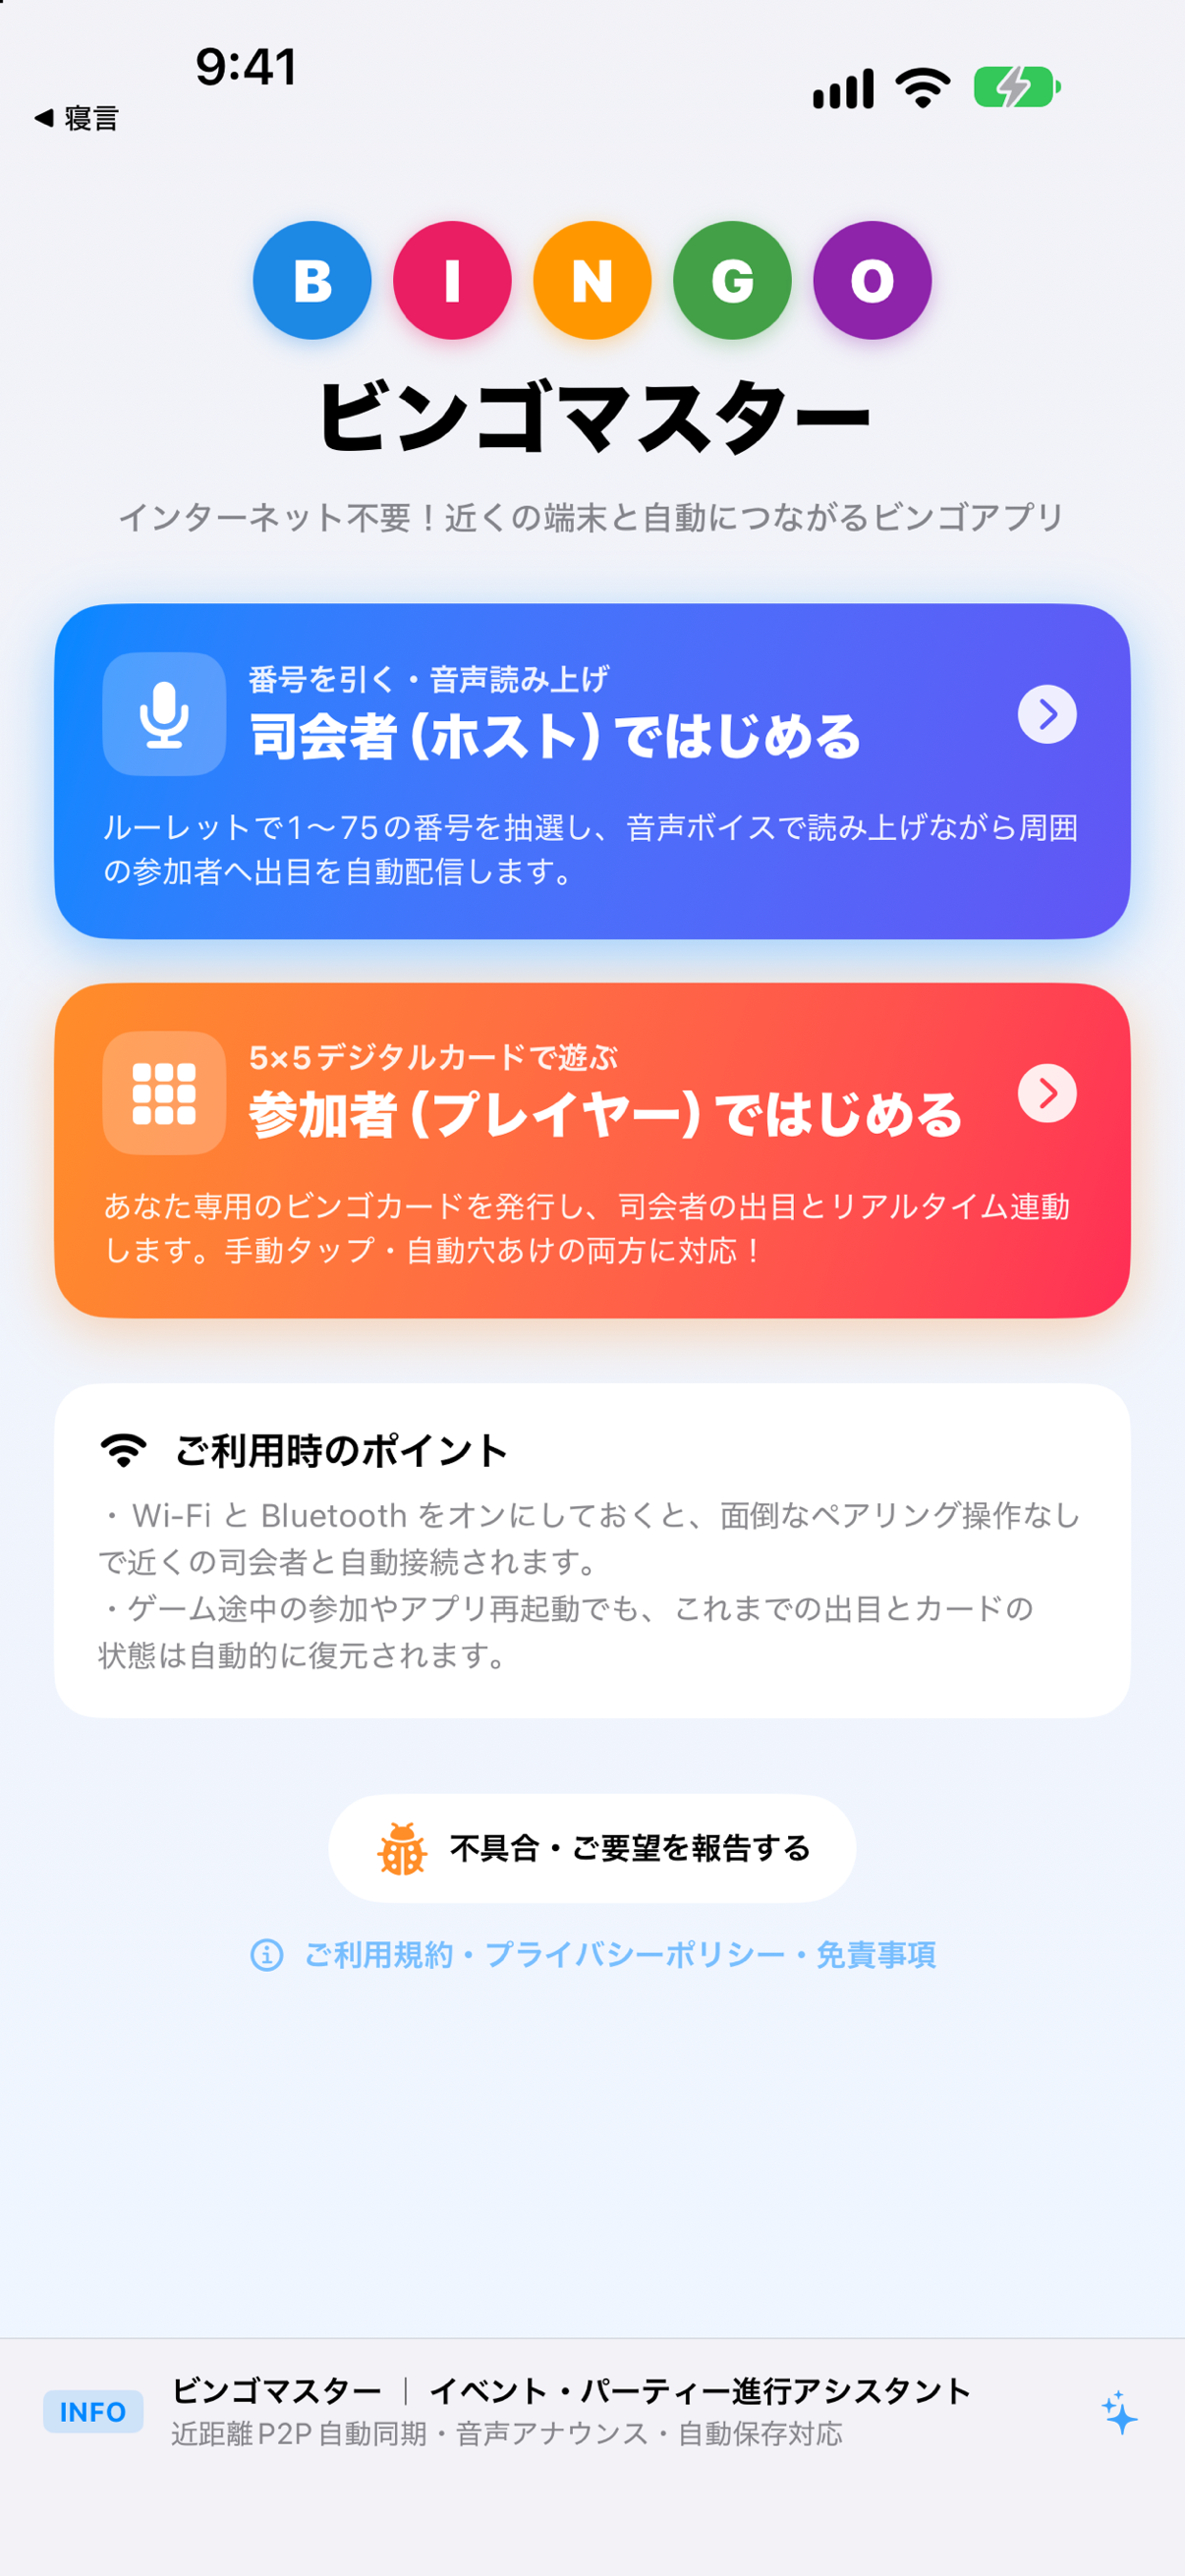 9:41
◀ 寝言
B I N G O
ビンゴマスター
インターネット不要！近くの端末と自動につながるビンゴアプリ
番号を引く・音声読み上げ
司会者（ホスト）ではじめる
ルーレットで1〜75の番号を抽選し、音声ボイスで読み上げながら周囲
の参加者へ出目を自動配信します。
5×5デジタルカードで遊ぶ
参加者（プレイヤー）ではじめる
あなた専用のビンゴカードを発行し、司会者の出目とリアルタイム連動
します。手動タップ・自動穴あけの両方に対応！
ご利用時のポイント
・Wi-Fi と Bluetooth をオンにしておくと、面倒なペアリング操作なし
で近くの司会者と自動接続されます。
・ゲーム途中の参加やアプリ再起動でも、これまでの出目とカードの
状態は自動的に復元されます。
不具合・ご要望を報告する
ご利用規約・プライバシーポリシー・免責事項
INFO
ビンゴマスター ｜ イベント・パーティー進行アシスタント
近距離P2P自動同期・音声アナウンス・自動保存対応